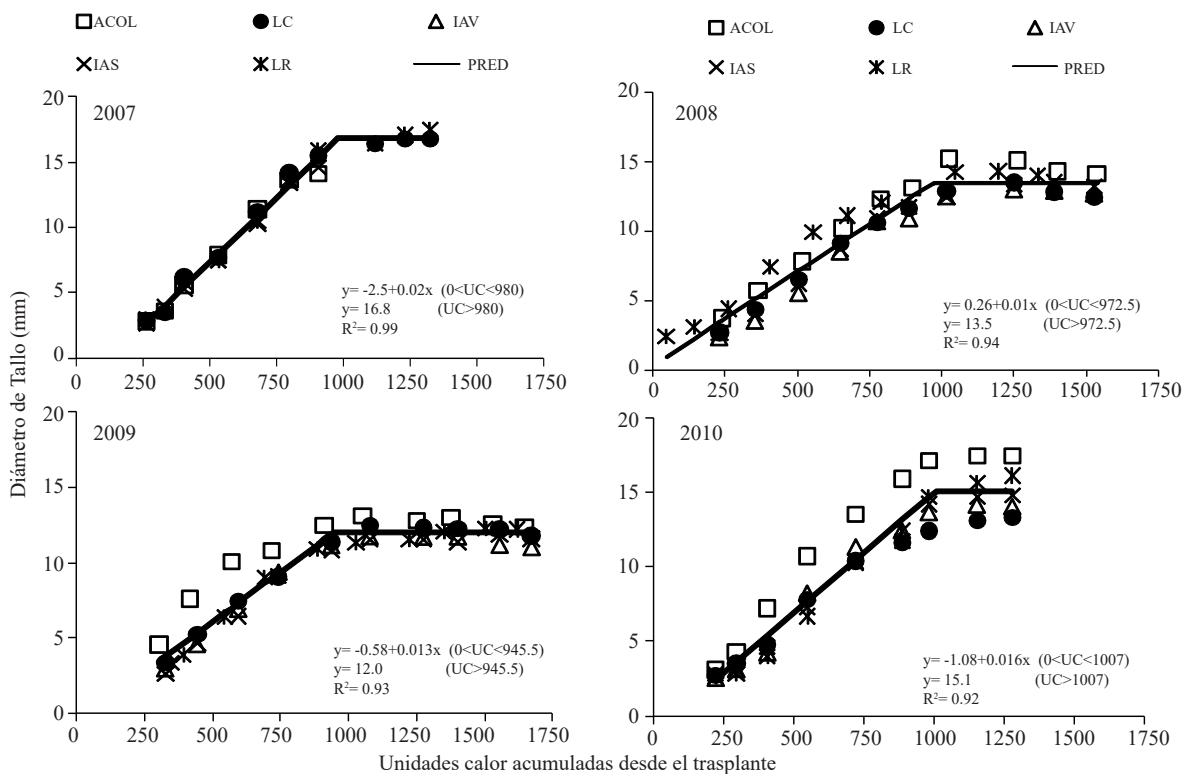 ACOL LC IAV
IAS LR PRED
ACOL LC IAV
IAS LR PRED
Diámetro de Tallo (mm)
2007
20
15
10
5
0
y= -2.5+0.02x (0<UC<980)
y= 16.8 (UC>980)
R²= 0.99
0 250 500 750 1000 1250 1500 1750
2008
20
15
10
5
0
y= 0.26+0.01x (0<UC<972.5)
y= 13.5 (UC>972.5)
R²= 0.94
0 250 500 750 1000 1250 1500 1750
2009
20
15
10
5
0
y= -0.58+0.013x (0<UC<945.5)
y= 12.0 (UC>945.5)
R²= 0.93
0 250 500 750 1000 1250 1500 1750
2010
20
15
10
5
0
y= -1.08+0.016x (0<UC<1007)
y= 15.1 (UC>1007)
R²= 0.92
0 250 500 750 1000 1250 1500 1750
Unidades calor acumuladas desde el trasplante